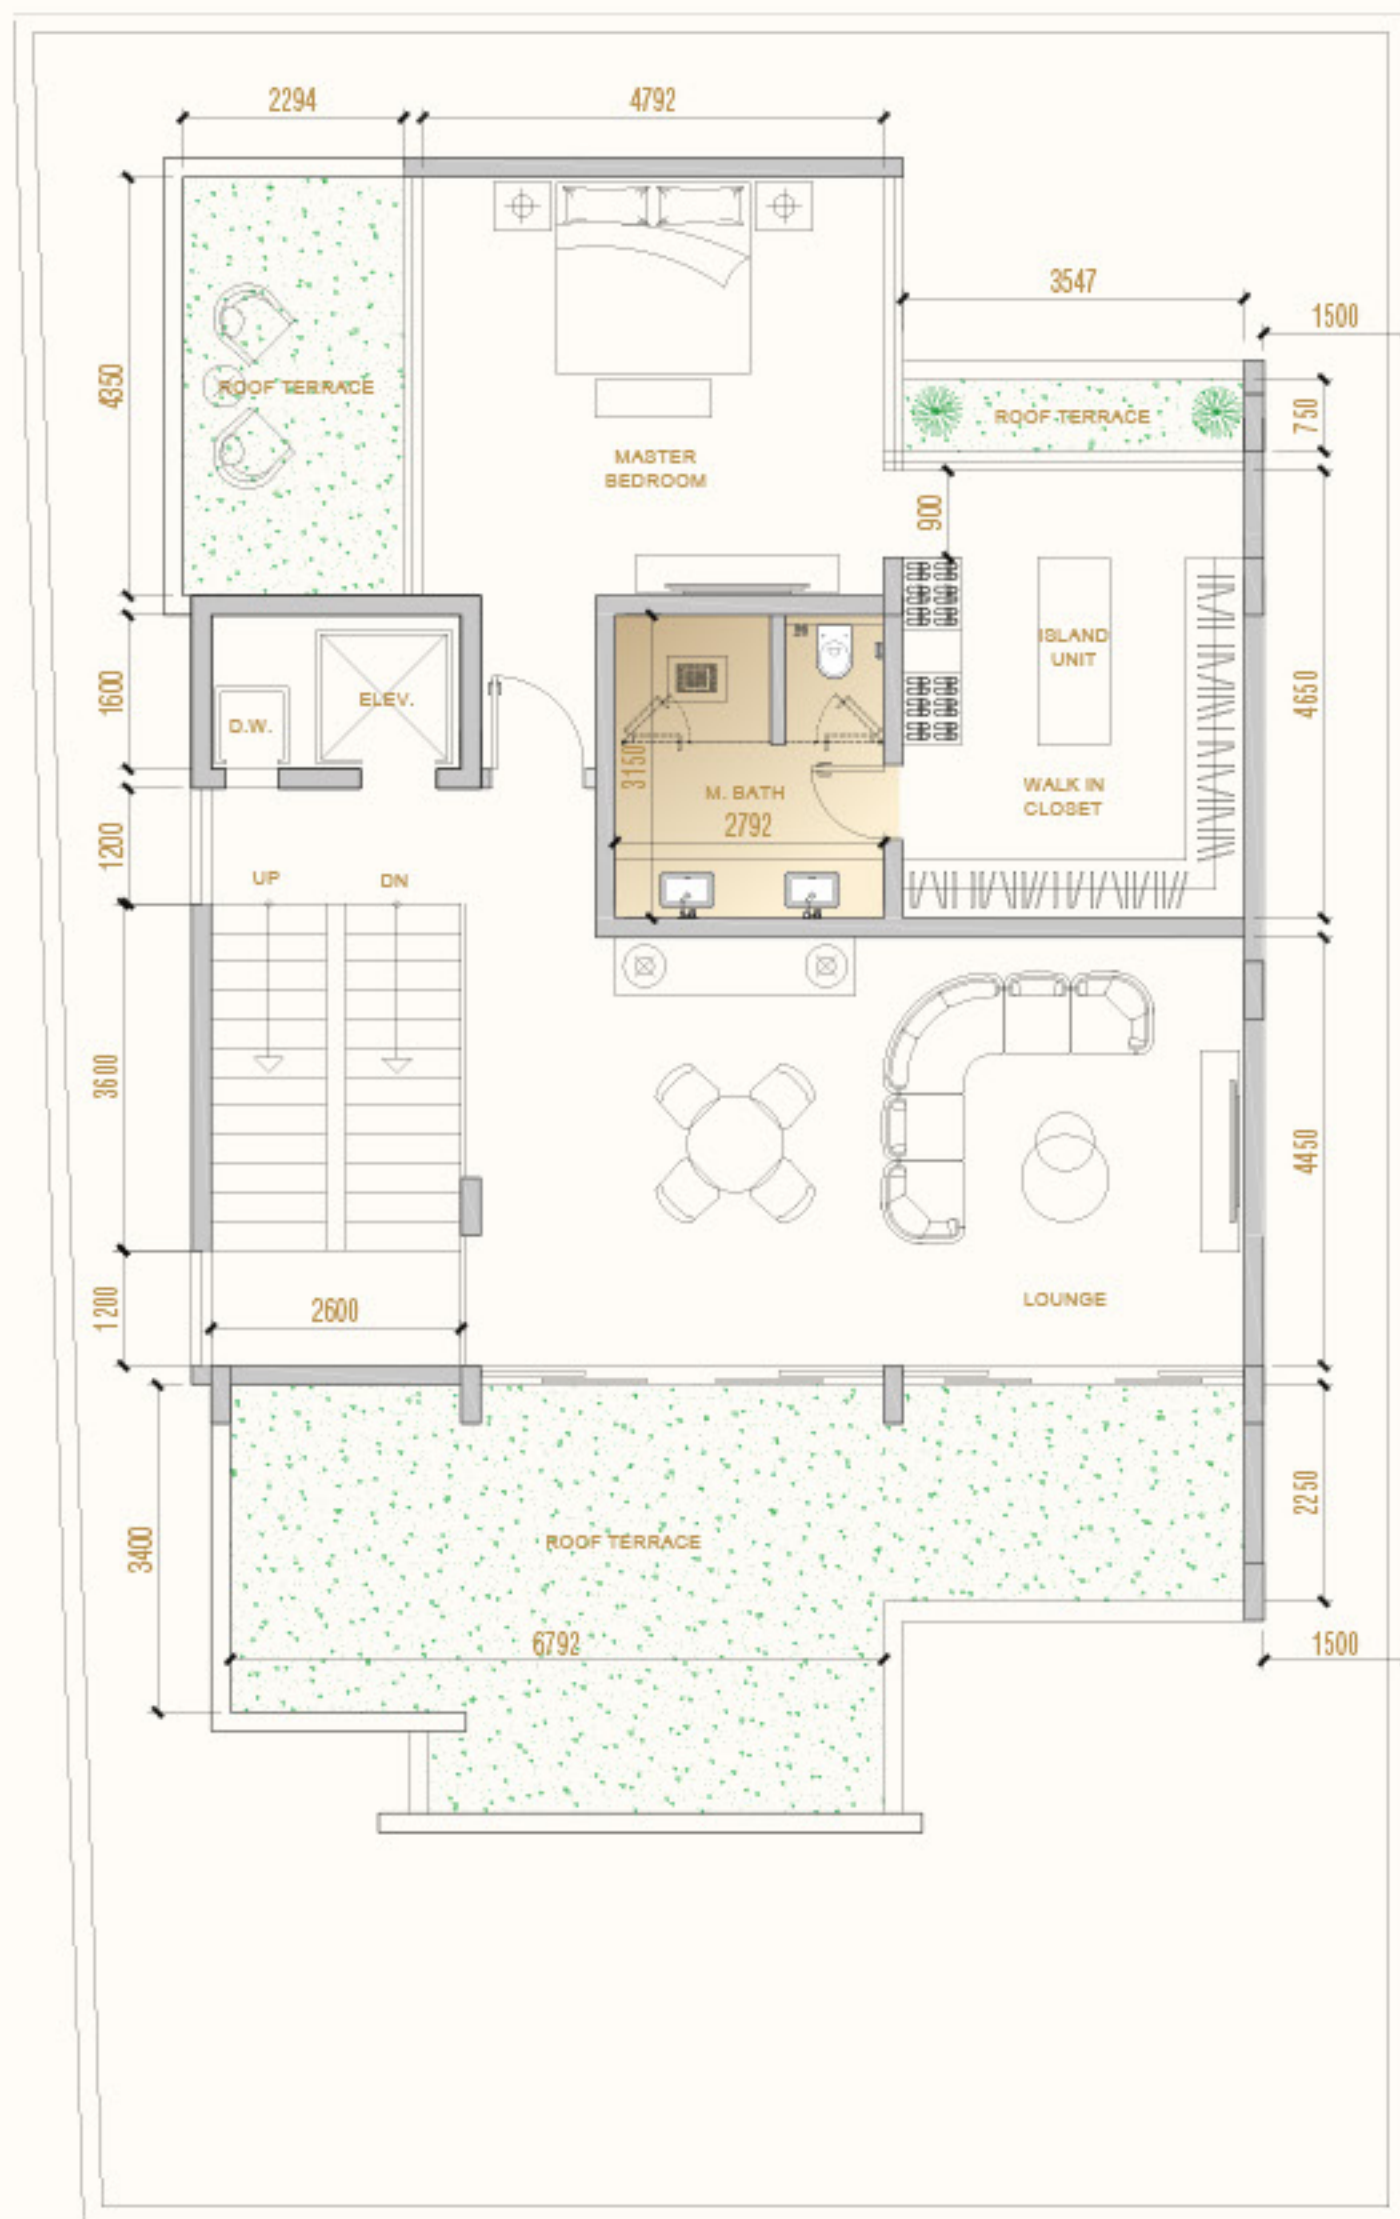 2294
4792
3547
1500
4350
ROOF TERRACE
ROOF TERRACE
750
MASTER
BEDROOM
900
ISLAND
UNIT
4650
1600
ELEV.
D.W.
3150
M. BATH
2792
WALK IN
CLOSET
1200
UP
DN
3600
4450
1200
2600
LOUNGE
3400
ROOF TERRACE
2250
6792
1500